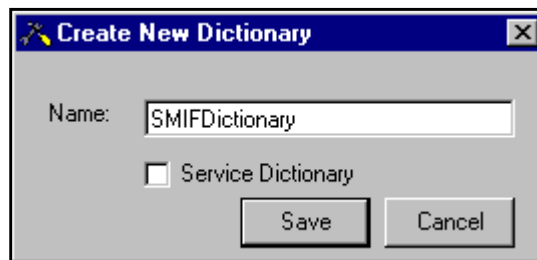 Create New Dictionary
Name: SMIFDictionary
Service Dictionary
Save Cancel